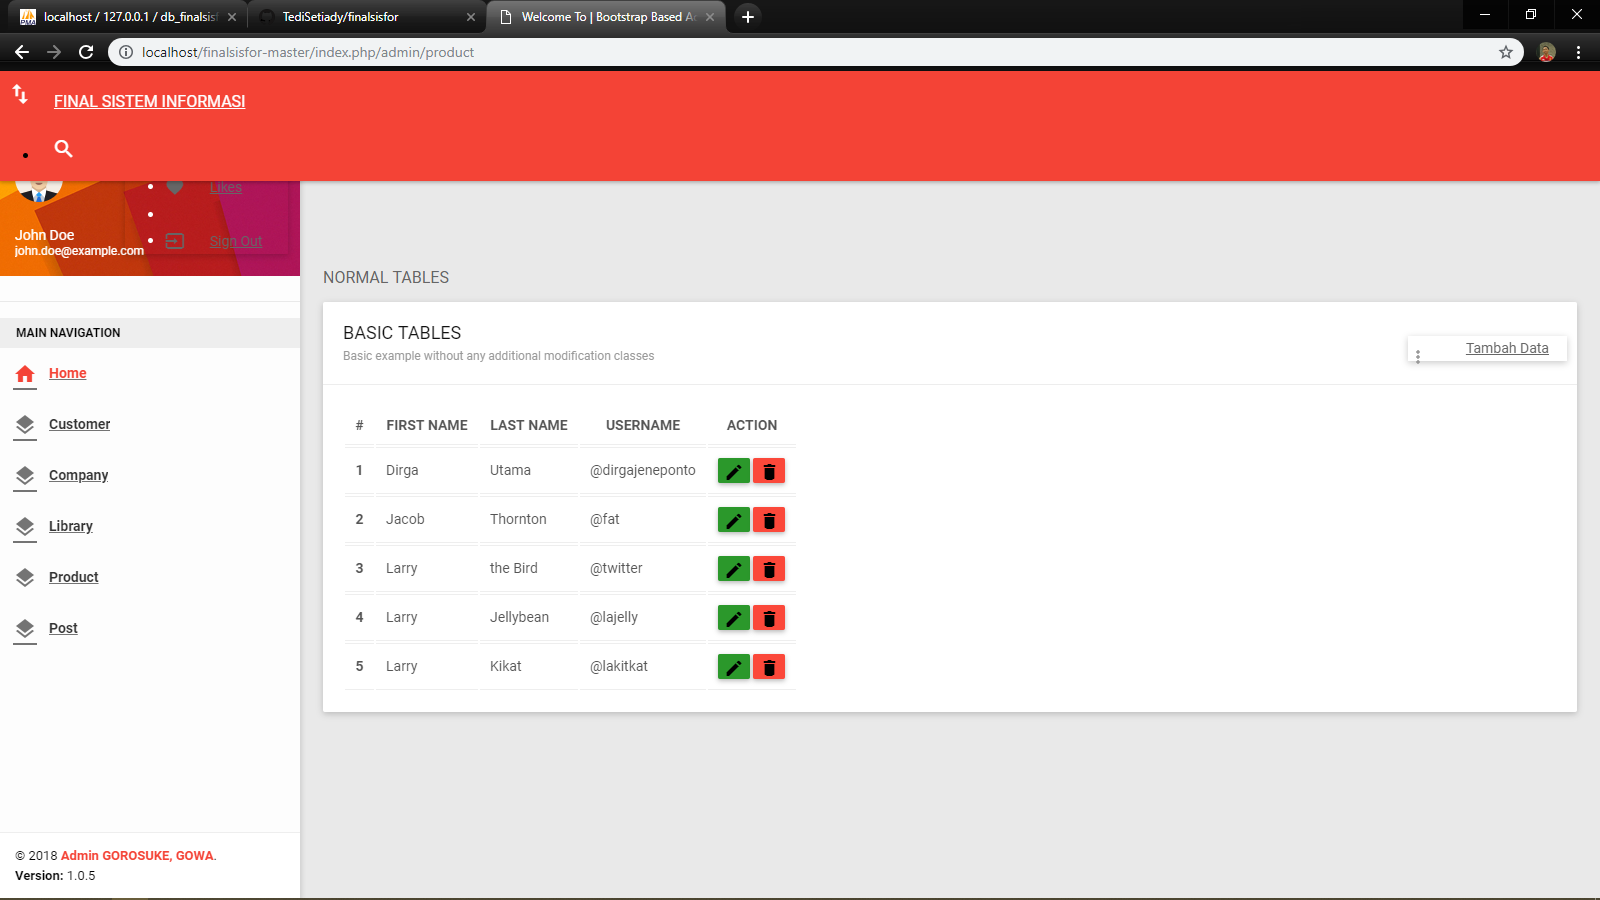 localhost / 127.0.0.1 / db_finalsisf
TediSetiady/finalsisfor
Welcome To | Bootstrap Based Ad
localhost/finalsisfor-master/index.php/admin/product
FINAL SISTEM INFORMASI
Likes
John Doe
john.doe@example.com
Sign Out
MAIN NAVIGATION
Home
Customer
Company
Library
Product
Post
© 2018 Admin GOROSUKE, GOWA.
Version: 1.0.5
NORMAL TABLES
BASIC TABLES
Basic example without any additional modification classes
Tambah Data
# FIRST NAME LAST NAME USERNAME ACTION
1 Dirga Utama @dirgajeneponto
2 Jacob Thornton @fat
3 Larry the Bird @twitter
4 Larry Jellybean @lajelly
5 Larry Kikat @lakitkat